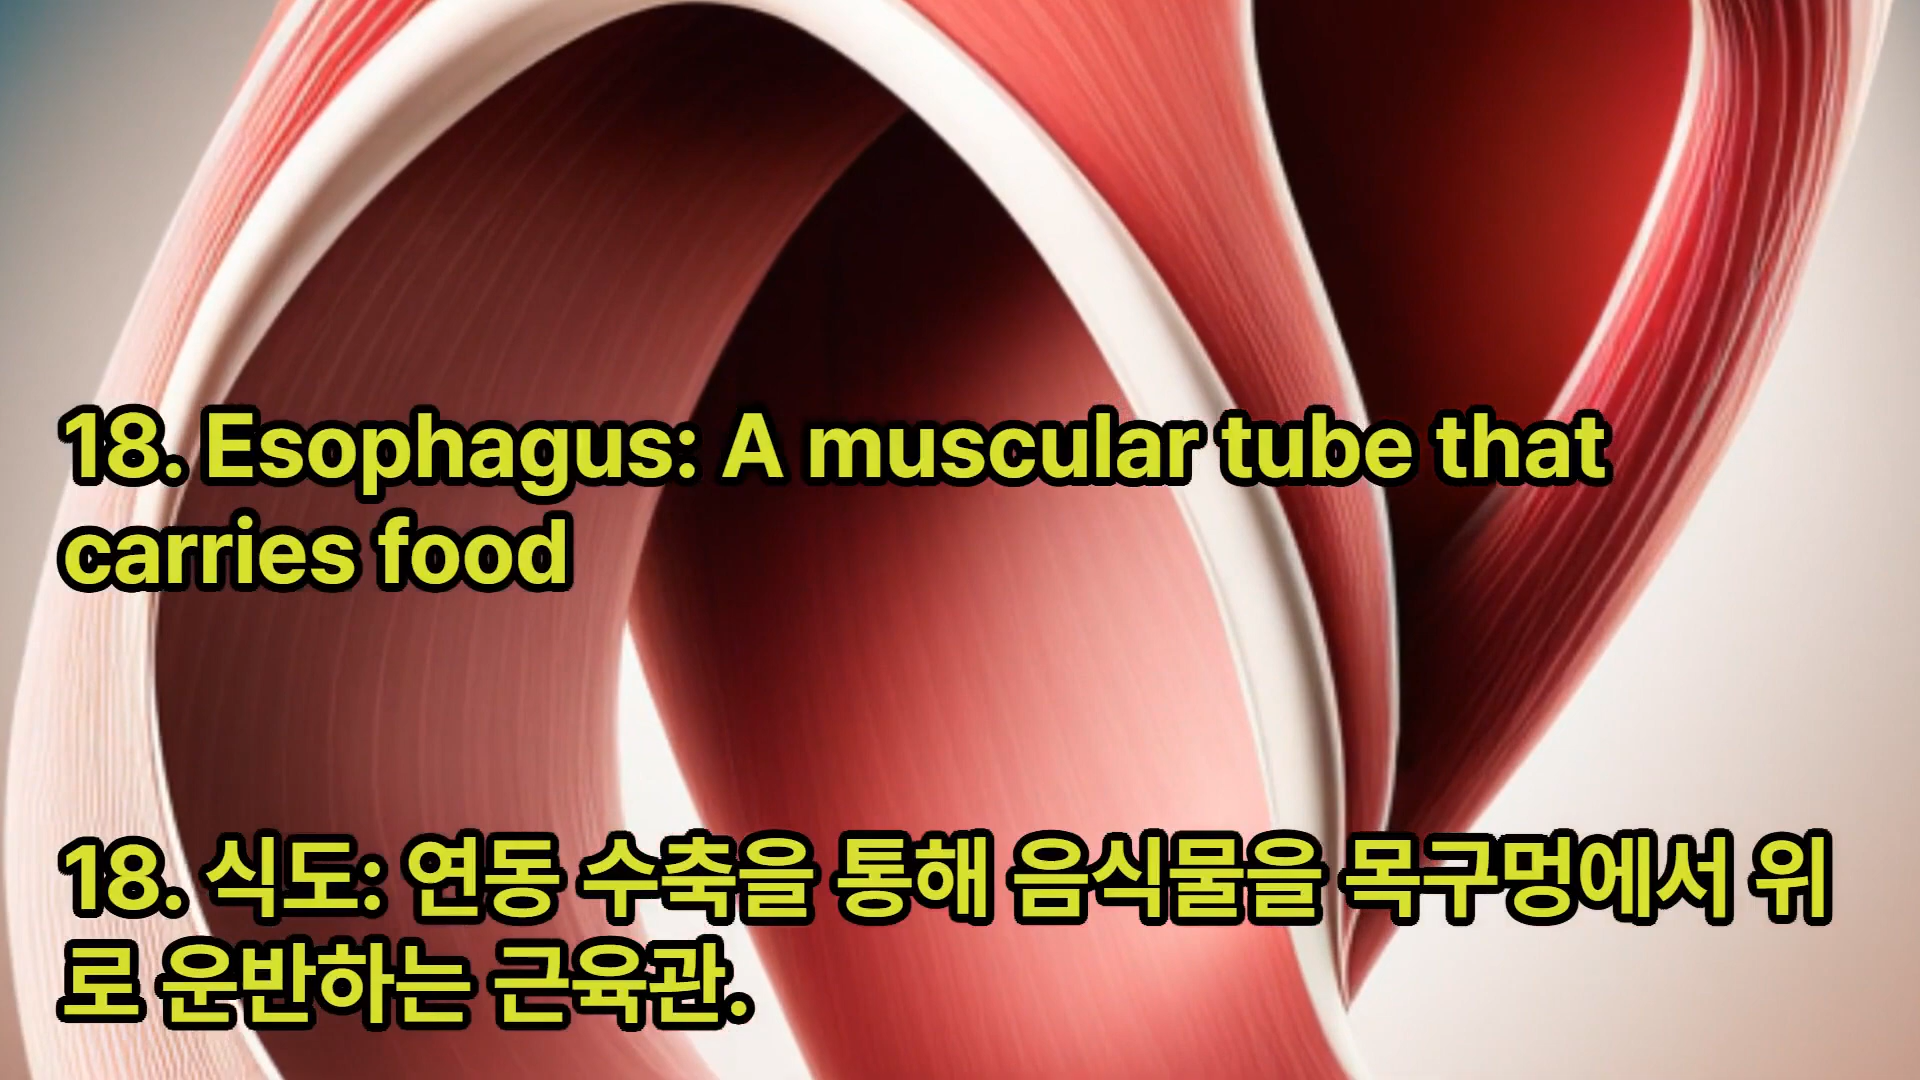 18. Esophagus: A muscular tube that
carries food
18. 식도: 연동 수축을 통해 음식물을 목구멍에서 위
로 운반하는 근육관.